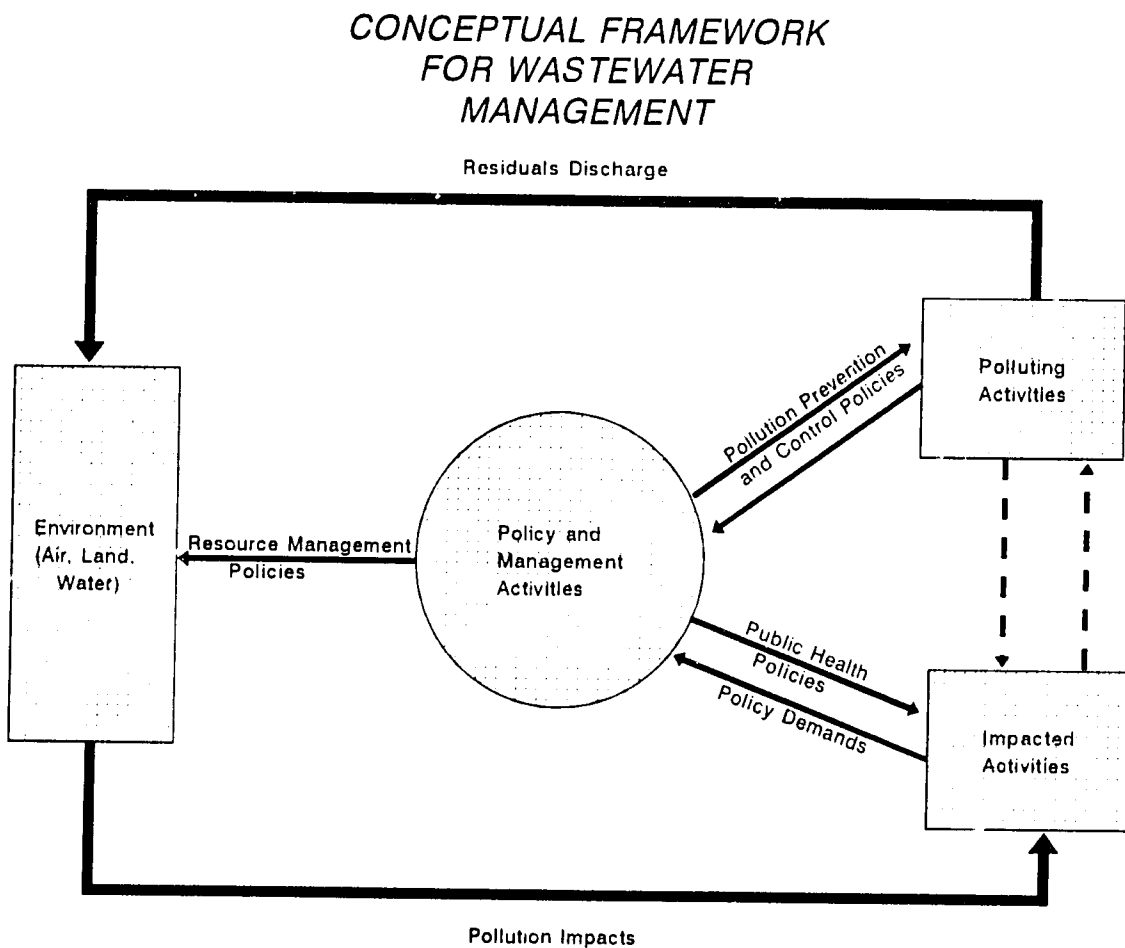 CONCEPTUAL FRAMEWORK
FOR WASTEWATER
MANAGEMENT
Residuals Discharge
Polluting
Activities
Pollution Prevention
and Control Policies
Environment
(Air, Land,
Water)
Resource Management
Policies
Policy and
Management
Activities
Public Health
Policies
Policy Demands
Impacted
Activities
Pollution Impacts